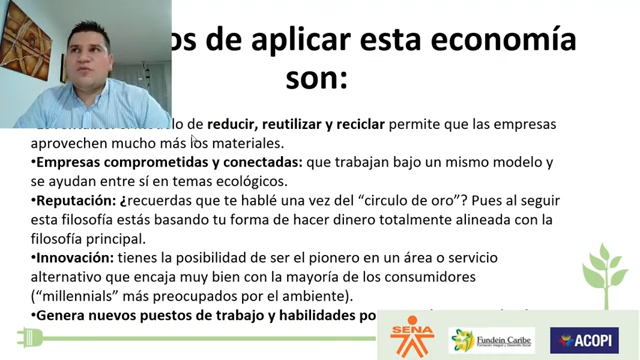 os de aplicar esta economía
son:
de reducir, reutilizar y reciclar permite que las empresas
aprovechen mucho más los materiales.
•Empresas comprometidas y conectadas: que trabajan bajo un mismo modelo y
se ayudan entre sí en temas ecológicos.
•Reputación: ¿recuerdas que te hablé una vez del “circulo de oro”? Pues al seguir
esta filosofía estás basando tu forma de hacer dinero totalmente alineada con la
filosofía principal.
•Innovación: tienes la posibilidad de ser el pionero en un área o servicio
alternativo que encaja muy bien con la mayoría de los consumidores
(“millennials” más preocupados por el ambiente).
•Genera nuevos puestos de trabajo y habilidades
SENA
Fundein Caribe
ACOPI